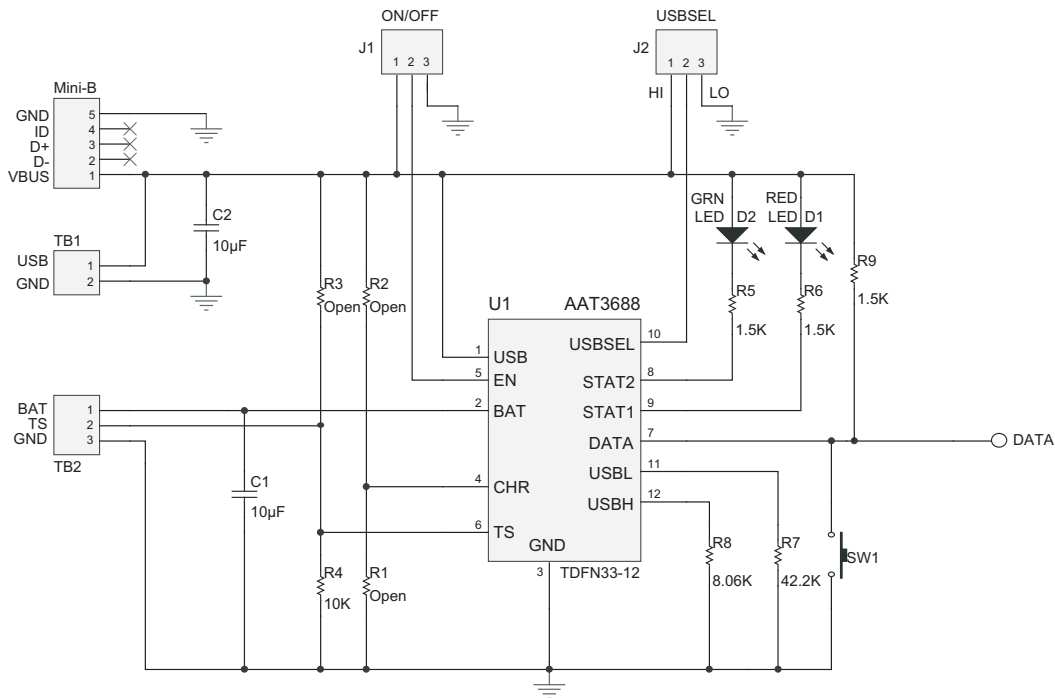 ON/OFF
J1
1 2 3
USBSEL
J2
1 2 3
HI
LO
Mini-B
GND 5
ID 4
D+ 3
D- 2
VBUS 1
C2
10μF
TB1
USB 1
GND 2
GRN
LED D2
RED
LED D1
R9
1.5K
R3
Open
R2
Open
R5
1.5K
R6
1.5K
U1
AAT3688
1 USB
5 EN
2 BAT
4 CHR
6 TS
GND
3
USBSEL 10
STAT2 8
STAT1 9
DATA 7
USBL 11
USBH 12
TDFN33-12
DATA
BAT 1
TS 2
GND 3
TB2
C1
10μF
R4
10K
R1
Open
R8
8.06K
R7
42.2K
SW1